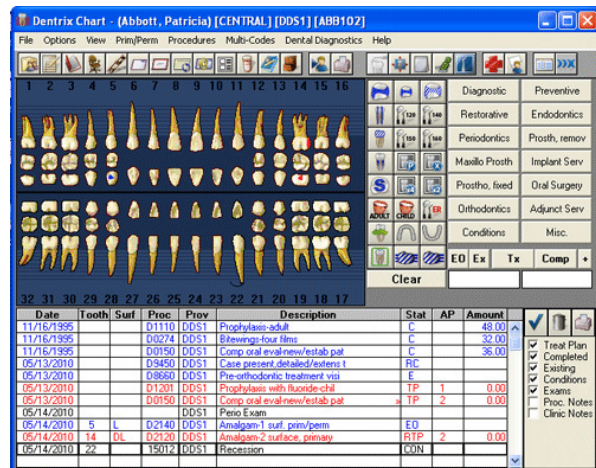 Dentrix Chart - (Abbott, Patricia) [CENTRAL] [DDS1] [ABB102]
File Options View Prim/Perm Procedures Multi-Codes Dental Diagnostics Help
1 2 3 4 5 6 7 8 9 10 11 12 13 14 15 16
120 140
150 160
S
ADULT CHILD ER
Diagnostic Preventive
Restorative Endodontics
Periodontics Prosth, remov
Maxillo Prosth Implant Serv
Prostho, fixed Oral Surgery
Orthodontics Adjunct Serv
Conditions Misc.
EO Ex Tx Comp +
Clear
32 31 30 29 28 27 26 25 24 23 22 21 20 19 18 17
Date Tooth Surf Proc Prov Description Stat AP Amount
11/16/1995 D1110 DDS1 Prophylaxis-adult C 48.00
11/16/1995 D0274 DDS1 Bitewings-four films C 32.00
11/16/1995 D0150 DDS1 Comp oral eval-new/estab pat C 36.00
05/13/2010 D9450 DDS1 Case present,detailed/extens t RC
05/13/2010 D8660 DDS1 Pre-orthodontic treatment visi E
05/13/2010 D1201 DDS1 Prophylaxis with fluoride-chil TP 1 0.00
05/13/2010 D0150 DDS1 Comp oral eval-new/estab pat » TP 2 0.00
05/14/2010 DDS1 Perio Exam
05/14/2010 5 L D2140 DDS1 Amalgam-1 surf. prim/perm EO
05/14/2010 14 DL D2120 DDS1 Amalgam-2 surface, primary RTP 2 0.00
05/14/2010 22 15012 DDS1 Recession CON
Treat Plan
Completed
Existing
Conditions
Exams
Proc. Notes
Clinic Notes